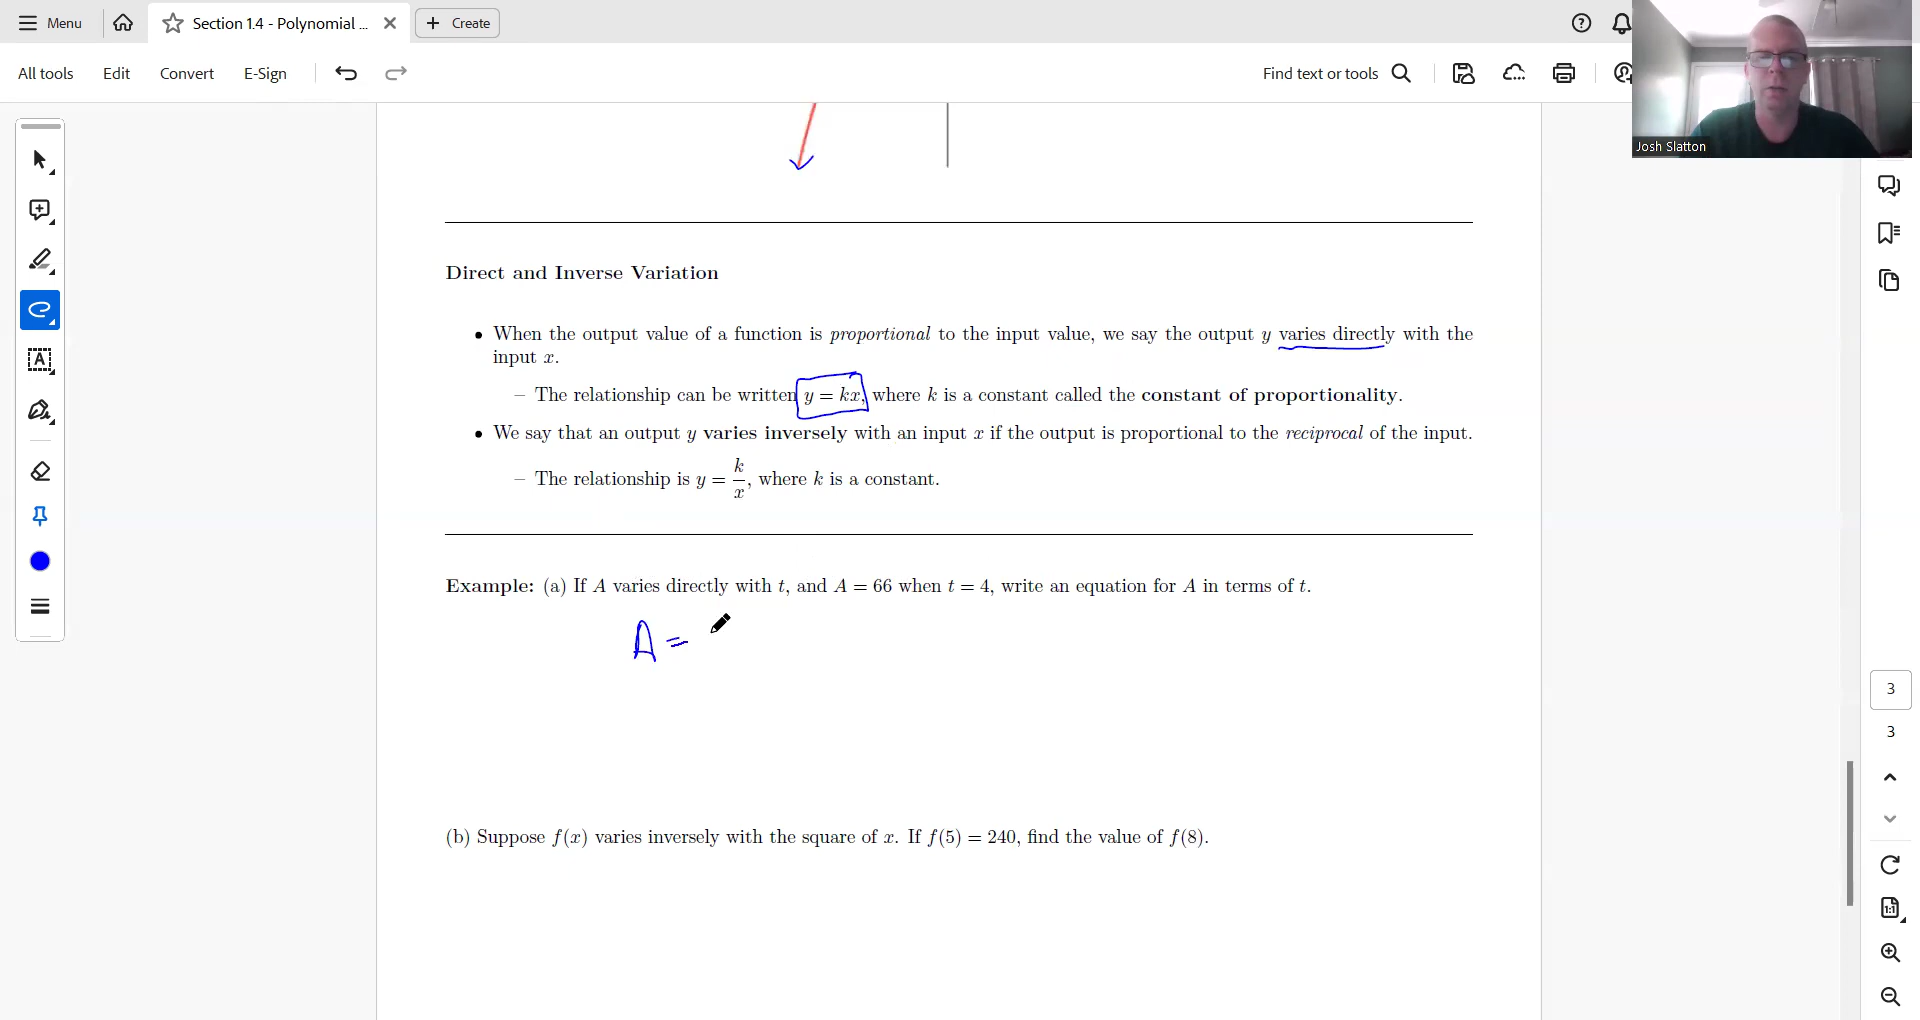 Menu
Section 1.4 - Polynomial ...
Create
All tools
Edit
Convert
E-Sign
Find text or tools
Josh Slatton
Direct and Inverse Variation
• When the output value of a function is proportional to the input value, we say the output y varies directly with the
input x.
– The relationship can be written y = kx, where k is a constant called the constant of proportionality.
• We say that an output y varies inversely with an input x if the output is proportional to the reciprocal of the input.
– The relationship is y = k/x, where k is a constant.
Example: (a) If A varies directly with t, and A = 66 when t = 4, write an equation for A in terms of t.
A =
(b) Suppose f(x) varies inversely with the square of x. If f(5) = 240, find the value of f(8).
3
3
1:1